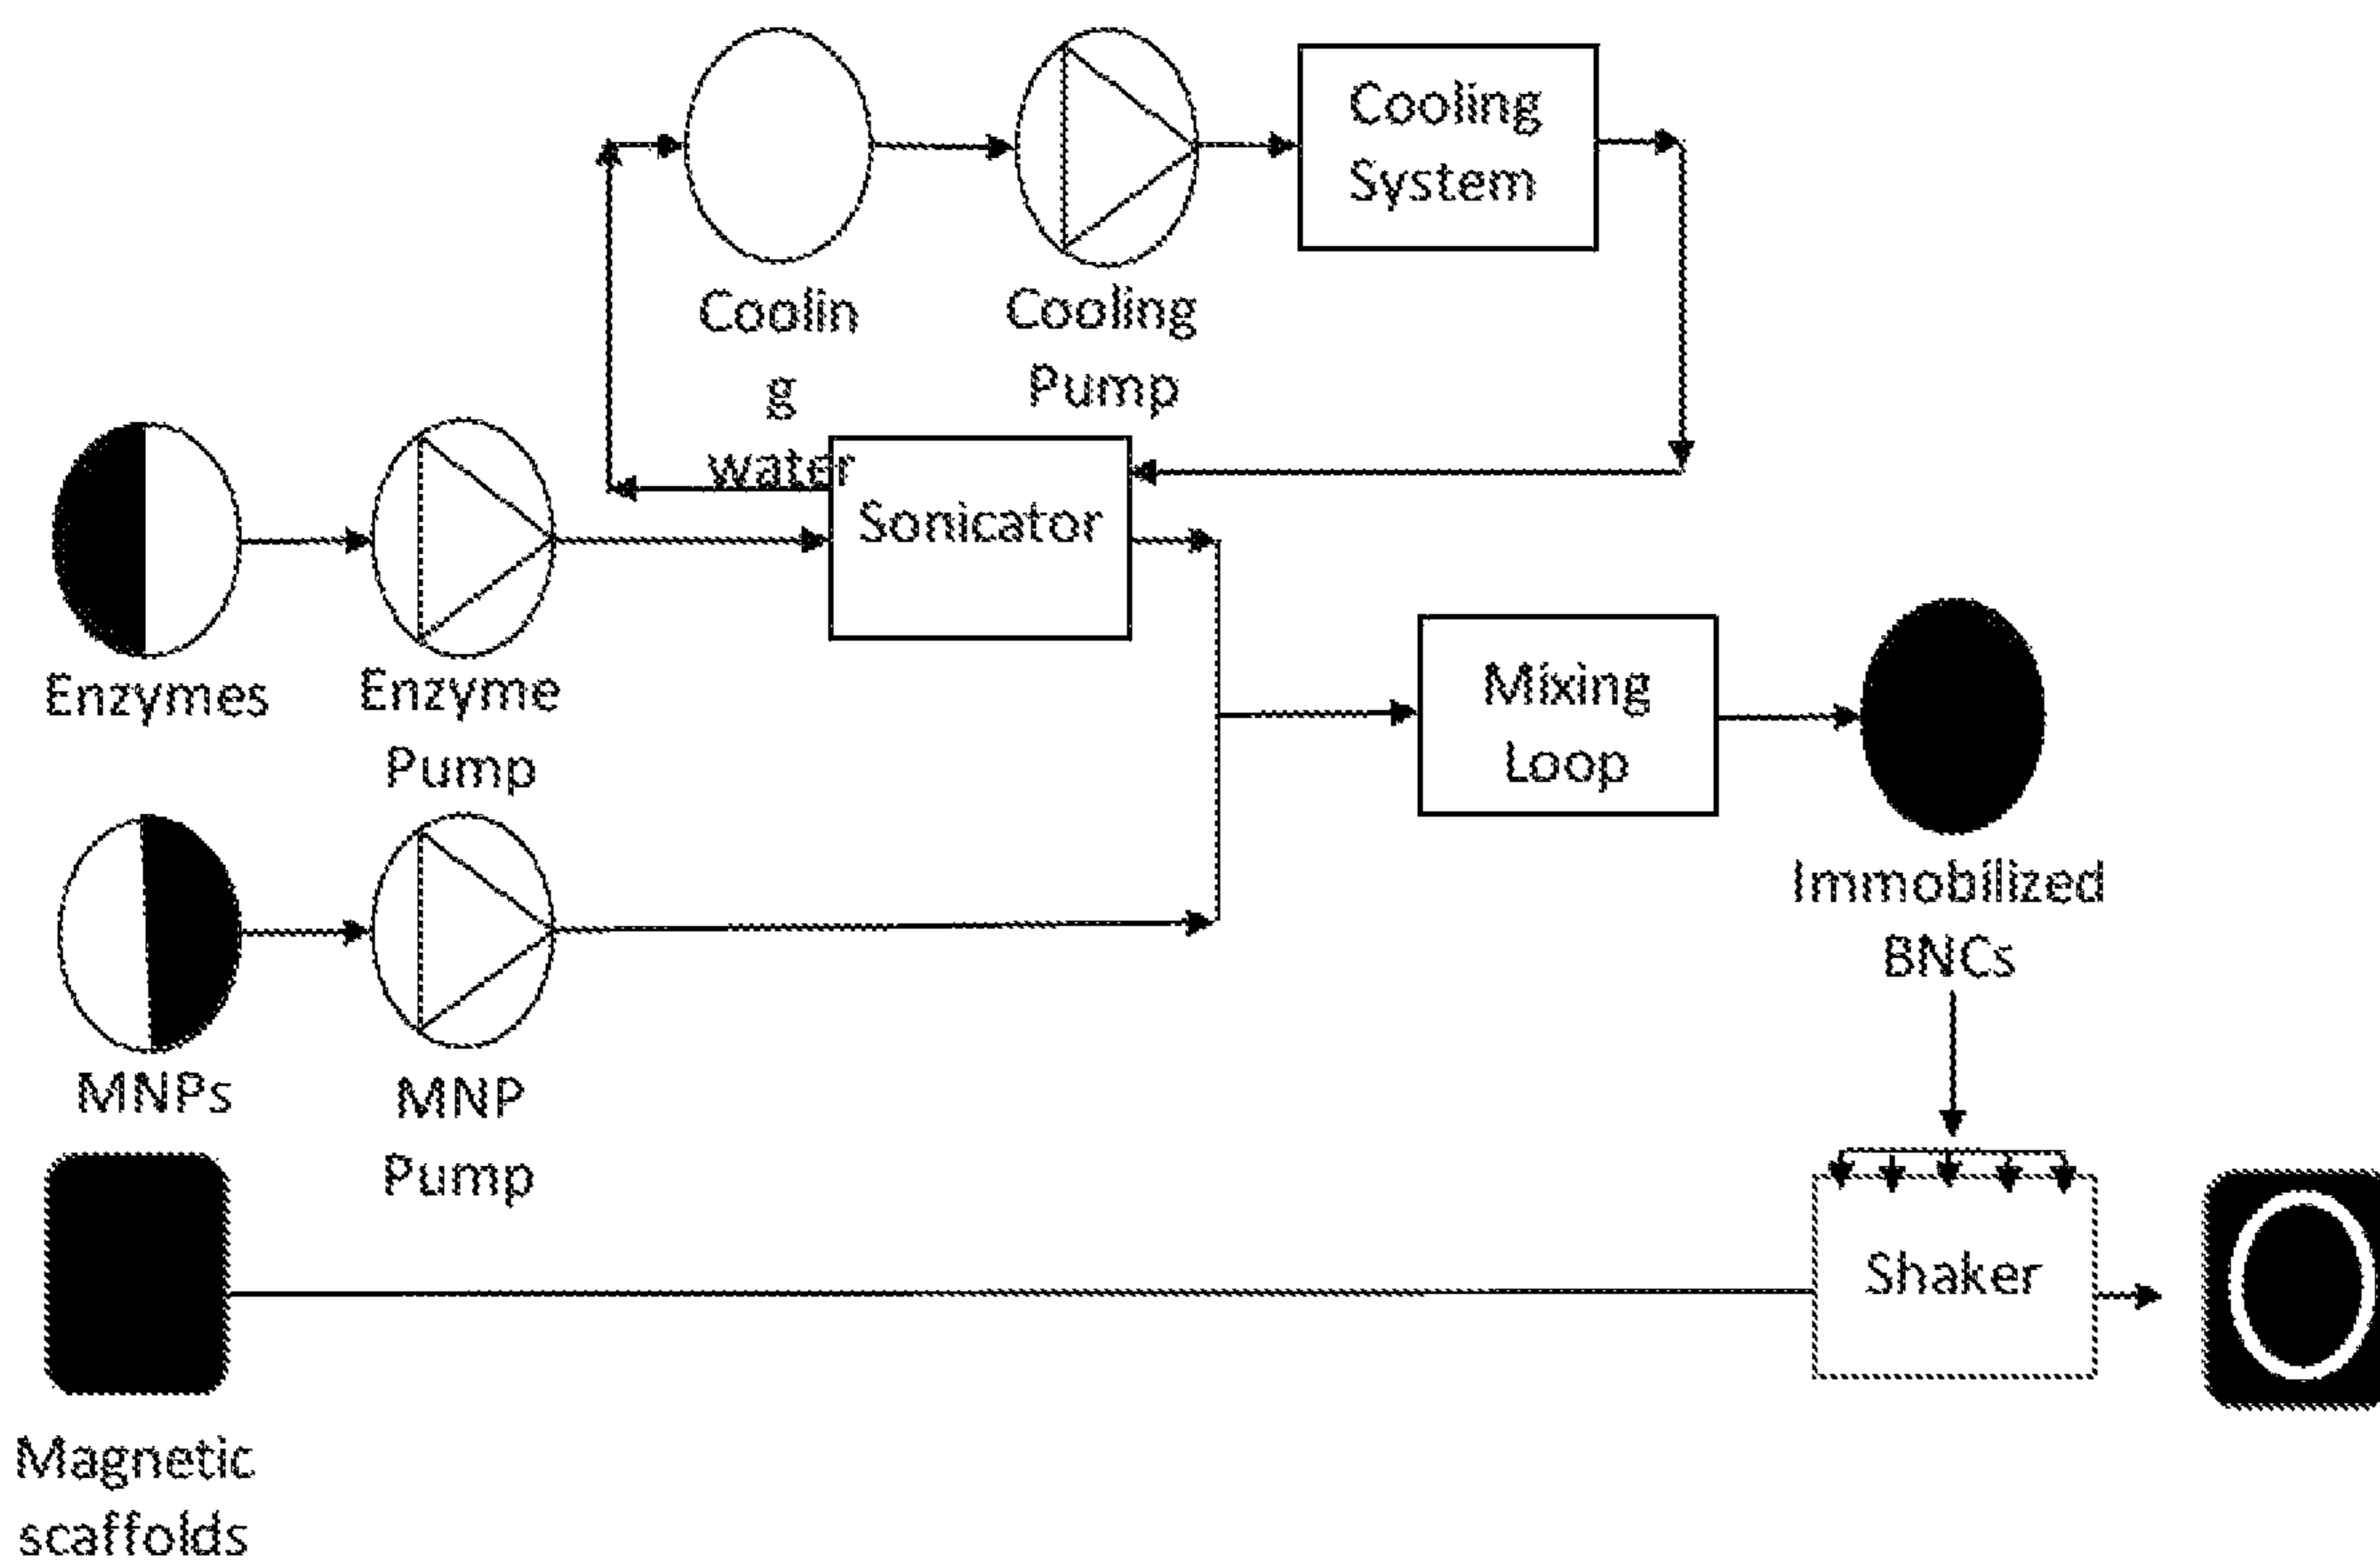 Cooling
System
Coolin
g
water
Cooling
Pump
Sonicator
Enzymes
Enzyme
Pump
Mixing
Loop
Immobilized
BNCs
MNPs
MNP
Pump
Shaker
Magnetic
scaffolds